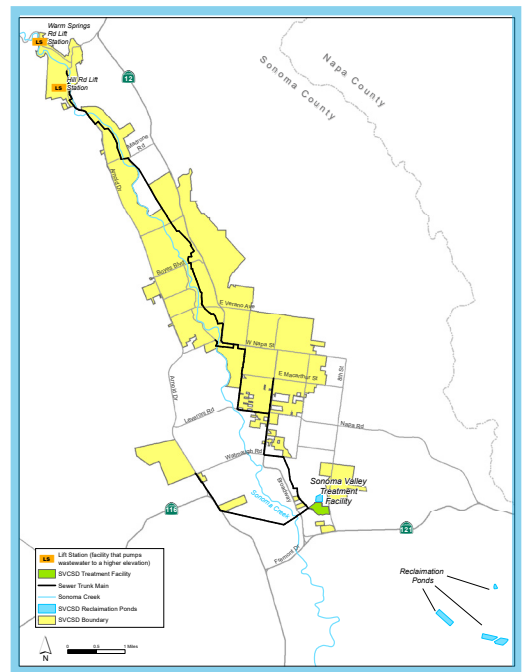 Warm Springs
Rd Lift
Station
LS
Hill Rd Lift
Station
LS
12
Napa County
Sonoma County
Madrone
Rd
Arnold Dr
Boyes Blvd
E Verano Ave
W Napa St
E Macarthur St
8th St
Arnold Dr
Leveroni Rd
Napa Rd
Watmaugh Rd
Broadway
Sonoma Valley
Treatment
Facility
Sonoma Creek
116
121
Fremont Dr
Reclaimation
Ponds
LS
Lift Station (facility that pumps
wastewater to a higher elevation)
SVCSD Treatment Facility
Sewer Trunk Main
Sonoma Creek
SVCSD Reclaimation Ponds
SVCSD Boundary
N
0 0.5 1 Miles